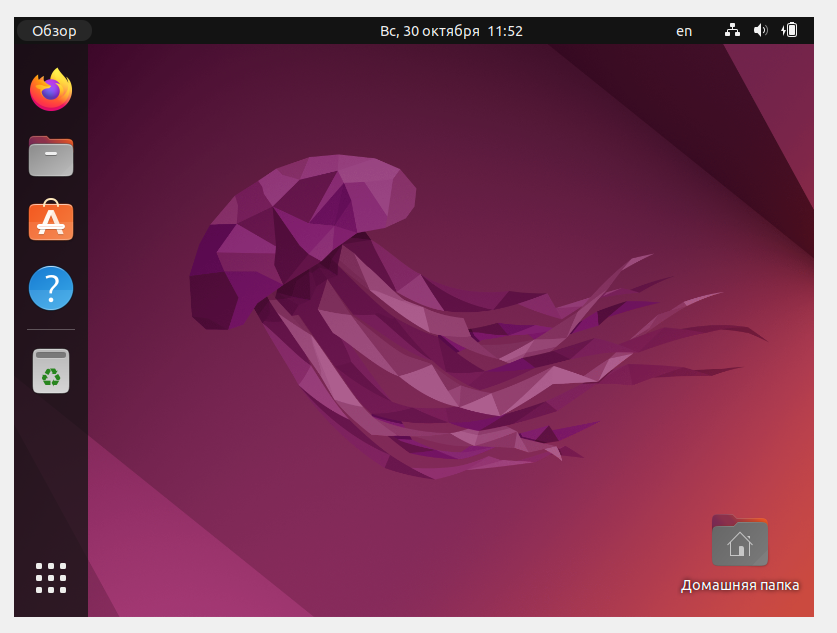 Обзор
Вс, 30 октября 11:52
en
?
Домашняя папка